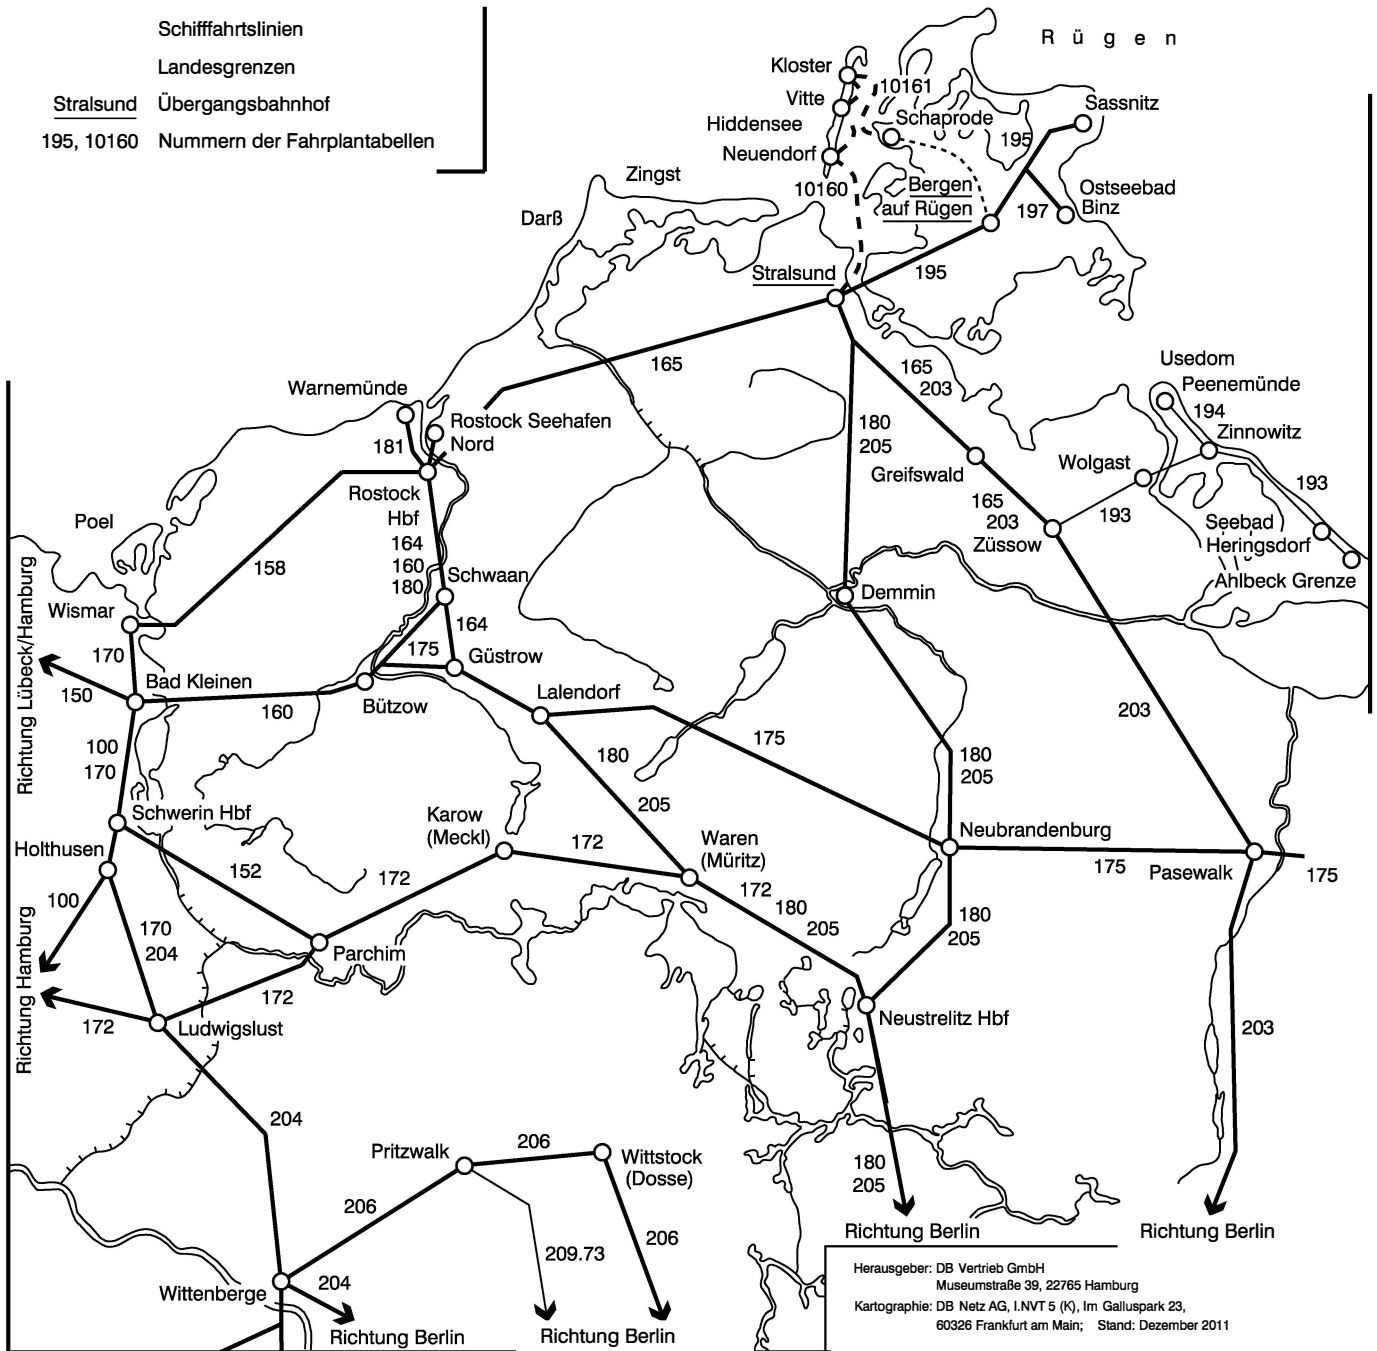 Schifffahrtslinien
Landesgrenzen
Stralsund Übergangsbahnhof
195, 10160 Nummern der Fahrplantabellen
Rügen
Kloster
10161
Vitte
Sassnitz
Hiddensee
Schaprode
195
Neuendorf
Zingst
10160
Bergen
auf Rügen
Ostseebad
Binz
197
Darß
Stralsund
195
165
165
203
Usedom
Peenemünde
194
Zinnowitz
Warnemünde
Rostock Seehafen
Nord
181
180
205
Greifswald
Wolgast
193
Rostock
Hbf
164
160
180
165
203
Züssow
193
Seebad
Heringsdorf
Ahlbeck Grenze
Poel
158
Schwaan
Demmin
Wismar
164
175
Güstrow
170
Richtung Lübeck/Hamburg
150
Bad Kleinen
160
Bützow
Lalendorf
203
100
170
180
175
180
205
205
Schwerin Hbf
Karow
(Meckl)
Waren
(Müritz)
Neubrandenburg
Holthusen
152
172
172
175
Pasewalk
175
100
172
180
205
180
205
170
204
Parchim
Richtung Hamburg
172
172
Ludwigslust
Neustrelitz Hbf
203
204
Pritzwalk
206
Wittstock
(Dosse)
180
205
206
206
209.73
Richtung Berlin
Richtung Berlin
Wittenberge
204
Richtung Berlin
Richtung Berlin
Herausgeber: DB Vertrieb GmbH
Museumstraße 39, 22765 Hamburg
Kartographie: DB Netz AG, I.NVT 5 (K), Im Galluspark 23,
60326 Frankfurt am Main; Stand: Dezember 2011